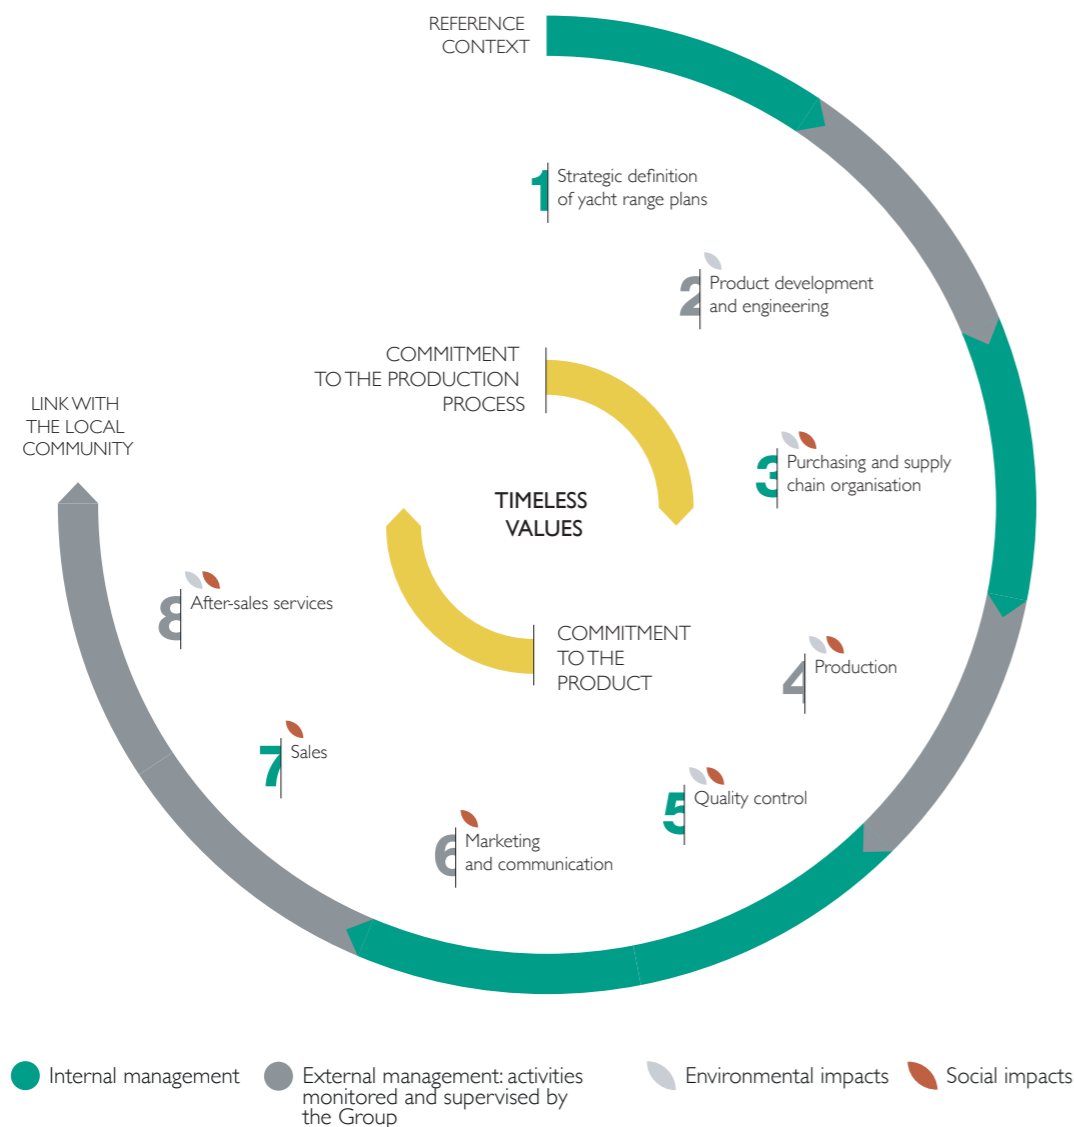 REFERENCE
CONTEXT
1
Strategic definition
of yacht range plans
2
Product development
and engineering
COMMITMENT
TO THE PRODUCTION
PROCESS
LINK WITH
THE LOCAL
COMMUNITY
3
Purchasing and supply
chain organisation
TIMELESS
VALUES
8
After-sales services
COMMITMENT
TO THE
PRODUCT
4
Production
7
Sales
5
Quality control
6
Marketing
and communication
Internal management
External management: activities
monitored and supervised by
the Group
Environmental impacts
Social impacts